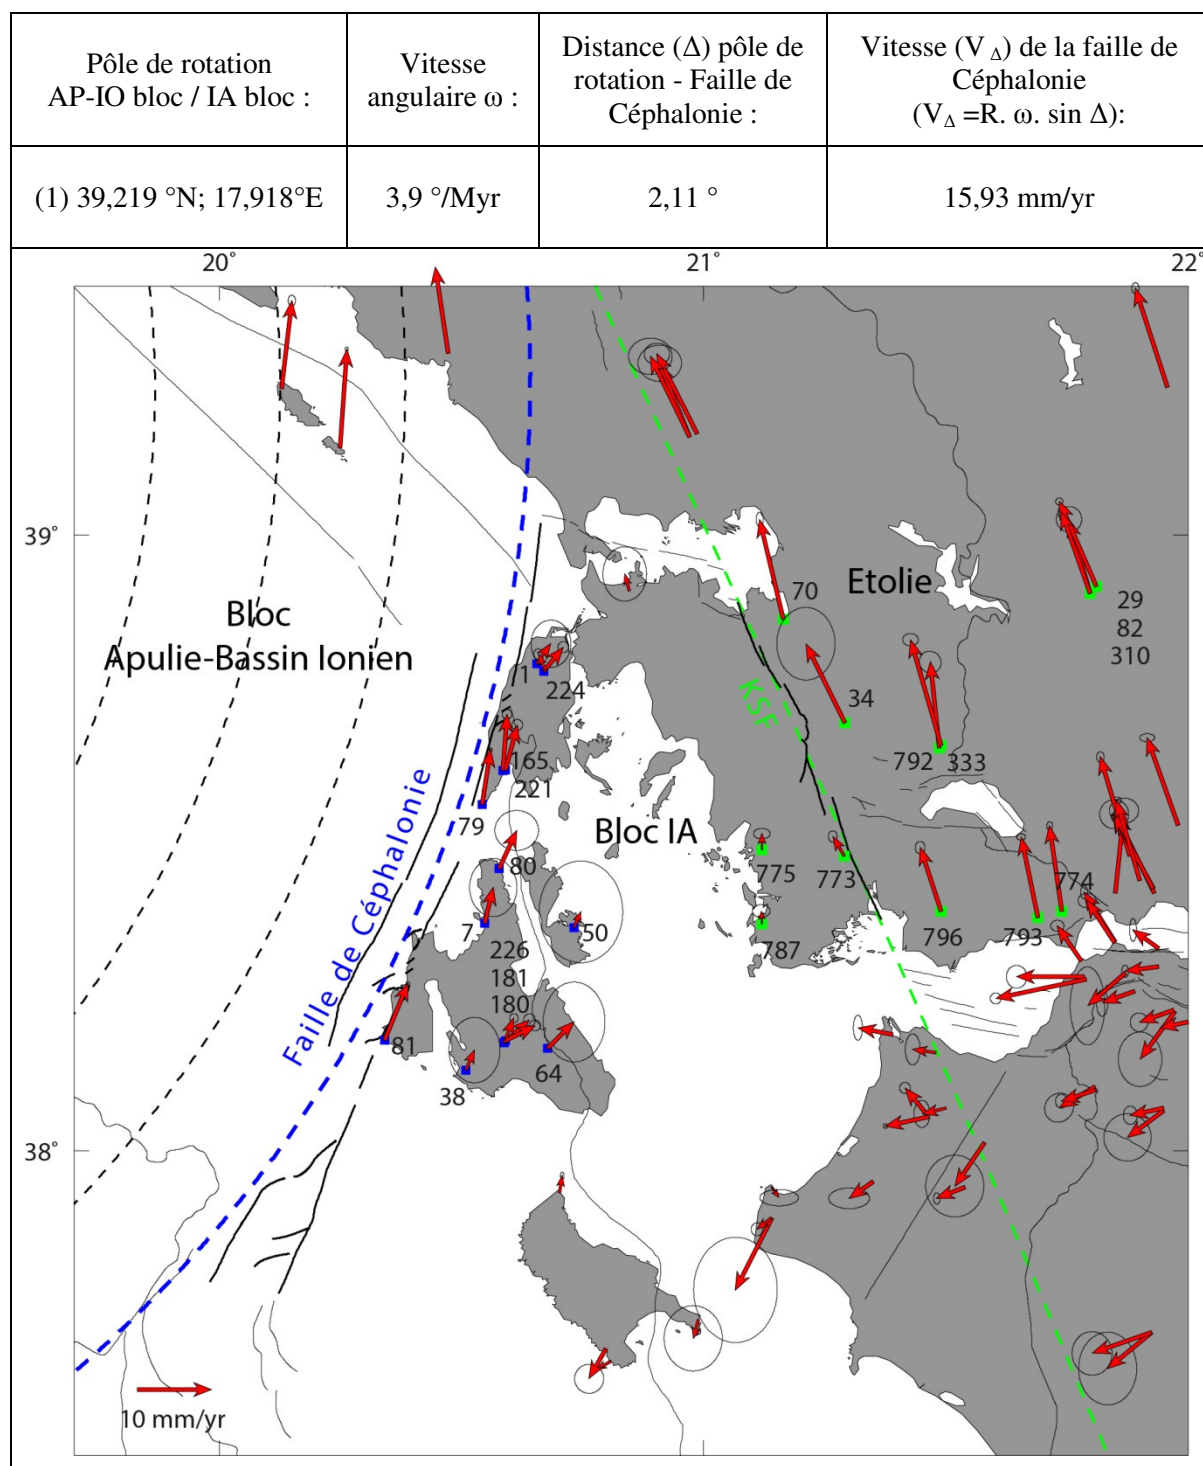 Pôle de rotation
AP-IO bloc / IA bloc :
Vitesse
angulaire ω :
Distance (Δ) pôle de
rotation - Faille de
Céphalonie :
Vitesse (V Δ) de la faille de
Céphalonie
(VΔ =R. ω. sin Δ):
(1) 39,219 °N; 17,918°E
3,9 °/Myr
2,11 °
15,93 mm/yr
20°
21°
22°
39°
38°
Bloc
Apulie-Bassin Ionien
Etolie
70
29
82
310
1
224
KSF
34
792
333
165
221
79
Faille de Céphalonie
Bloc IA
80
775
773
774
7
50
787
796
793
226
181
180
81
64
38
10 mm/yr